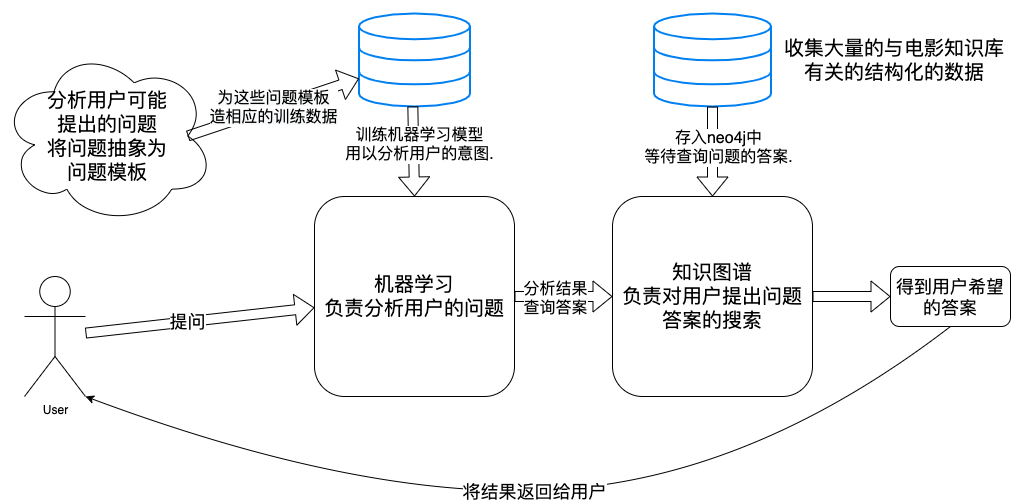 收集大量的与电影知识库
有关的结构化的数据
分析用户可能
提出的问题
将问题抽象为
问题模板
为这些问题模板
造相应的训练数据
训练机器学习模型
用以分析用户的意图.
存入neo4j中
等待查询问题的答案.
机器学习
负责分析用户的问题
分析结果
查询答案
知识图谱
负责对用户提出问题
答案的搜索
得到用户希望
的答案
提问
User
将结果返回给用户